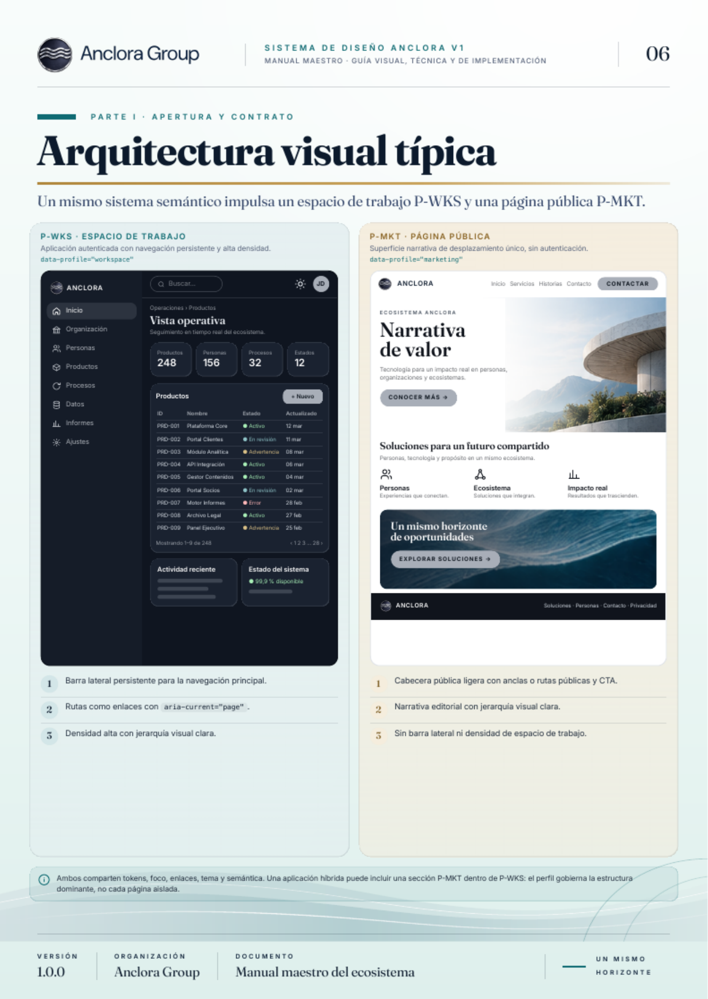 Anclora Group
SISTEMA DE DISEÑO ANCLORA V1
MANUAL MAESTRO · GUÍA VISUAL, TÉCNICA Y DE IMPLEMENTACIÓN
06
PARTE I · APERTURA Y CONTRATO
Arquitectura visual típica
Un mismo sistema semántico impulsa un espacio de trabajo P-WKS y una página pública P-MKT.
P-WKS · ESPACIO DE TRABAJO
Aplicación autenticada con navegación persistente y alta densidad.
data-profile="workspace"
ANCLORA
Inicio
Organización
Personas
Productos
Procesos
Datos
Informes
Ajustes
Buscar...
JD
Operaciones › Productos
Vista operativa
Seguimiento en tiempo real del ecosistema.
Productos 248
Personas 156
Procesos 32
Estados 12
Productos
+ Nuevo
ID Nombre Estado Actualizado
PRD-001 Plataforma Core Activo 12 mar
PRD-002 Portal Clientes En revisión 11 mar
PRD-003 Módulo Analítica Advertencia 08 mar
PRD-004 API Integración Activo 06 mar
PRD-005 Gestor Contenidos Activo 04 mar
PRD-006 Portal Socios En revisión 02 mar
PRD-007 Motor Informes Error 28 feb
PRD-008 Archivo Legal Activo 27 feb
PRD-009 Panel Ejecutivo Advertencia 25 feb
Mostrando 1–9 de 248
‹ 1 2 3 ... 28 ›
Actividad reciente
Estado del sistema
99,9 % disponible
1 Barra lateral persistente para la navegación principal.
2 Rutas como enlaces con aria-current="page".
3 Densidad alta con jerarquía visual clara.
P-MKT · PÁGINA PÚBLICA
Superficie narrativa de desplazamiento único, sin autenticación.
data-profile="marketing"
ANCLORA
Inicio Servicios Historias Contacto
CONTACTAR
ECOSISTEMA ANCLORA
Narrativa
de valor
Tecnología para un impacto real en personas,
organizaciones y ecosistemas.
CONOCER MÁS →
Soluciones para un futuro compartido
Personas, tecnología y propósito en un mismo ecosistema.
Personas
Experiencias que conectan.
Ecosistema
Soluciones que integran.
Impacto real
Resultados que trascienden.
Un mismo horizonte
de oportunidades
EXPLORAR SOLUCIONES →
ANCLORA
Soluciones · Personas · Contacto · Privacidad
1 Cabecera pública ligera con anclas o rutas públicas y CTA.
2 Narrativa editorial con jerarquía visual clara.
3 Sin barra lateral ni densidad de espacio de trabajo.
Ambos comparten tokens, foco, enlaces, tema y semántica. Una aplicación híbrida puede incluir una sección P-MKT dentro de P-WKS: el perfil gobierna la estructura
dominante, no cada página aislada.
VERSIÓN
1.0.0
ORGANIZACIÓN
Anclora Group
DOCUMENTO
Manual maestro del ecosistema
UN MISMO
HORIZONTE